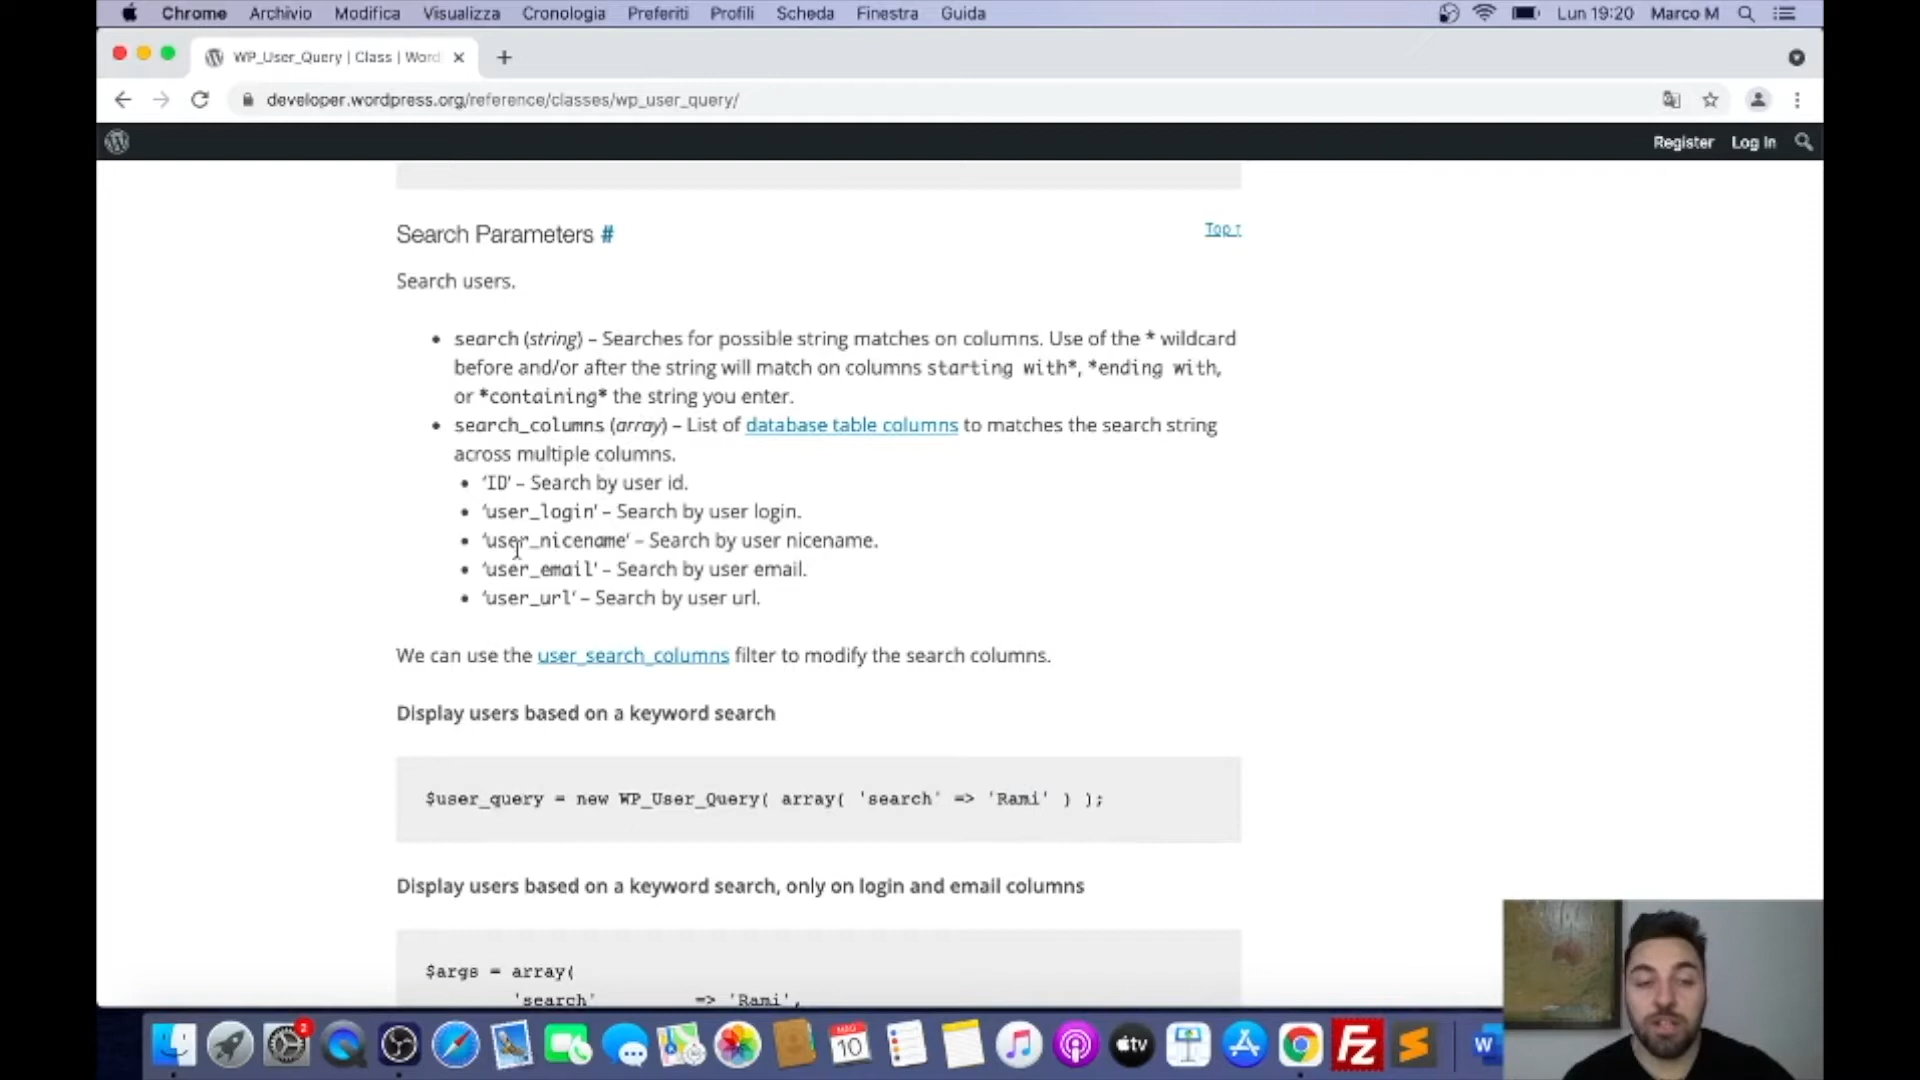 Chrome Archivio Modifica Visualizza Cronologia Preferiti Profili Scheda Finestra Guida Lun 19:20 Marco M
WP_User_Query | Class | Word
developer.wordpress.org/reference/classes/wp_user_query/
Register Log In
Search Parameters # Top ↑
Search users.
• search (string) – Searches for possible string matches on columns. Use of the * wildcard
before and/or after the string will match on columns starting with*, *ending with,
or *containing* the string you enter.
• search_columns (array) – List of database table columns to matches the search string
across multiple columns.
• ‘ID‘ – Search by user id.
• ‘user_login‘ – Search by user login.
• ‘user_nicename‘ – Search by user nicename.
• ‘user_email‘ – Search by user email.
• ‘user_url‘ – Search by user url.
We can use the user_search_columns filter to modify the search columns.
Display users based on a keyword search
$user_query = new WP_User_Query( array( 'search' => 'Rami' ) );
Display users based on a keyword search, only on login and email columns
$args = array(
'search' => 'Rami',
2
MAG
10
tv
Fz
W